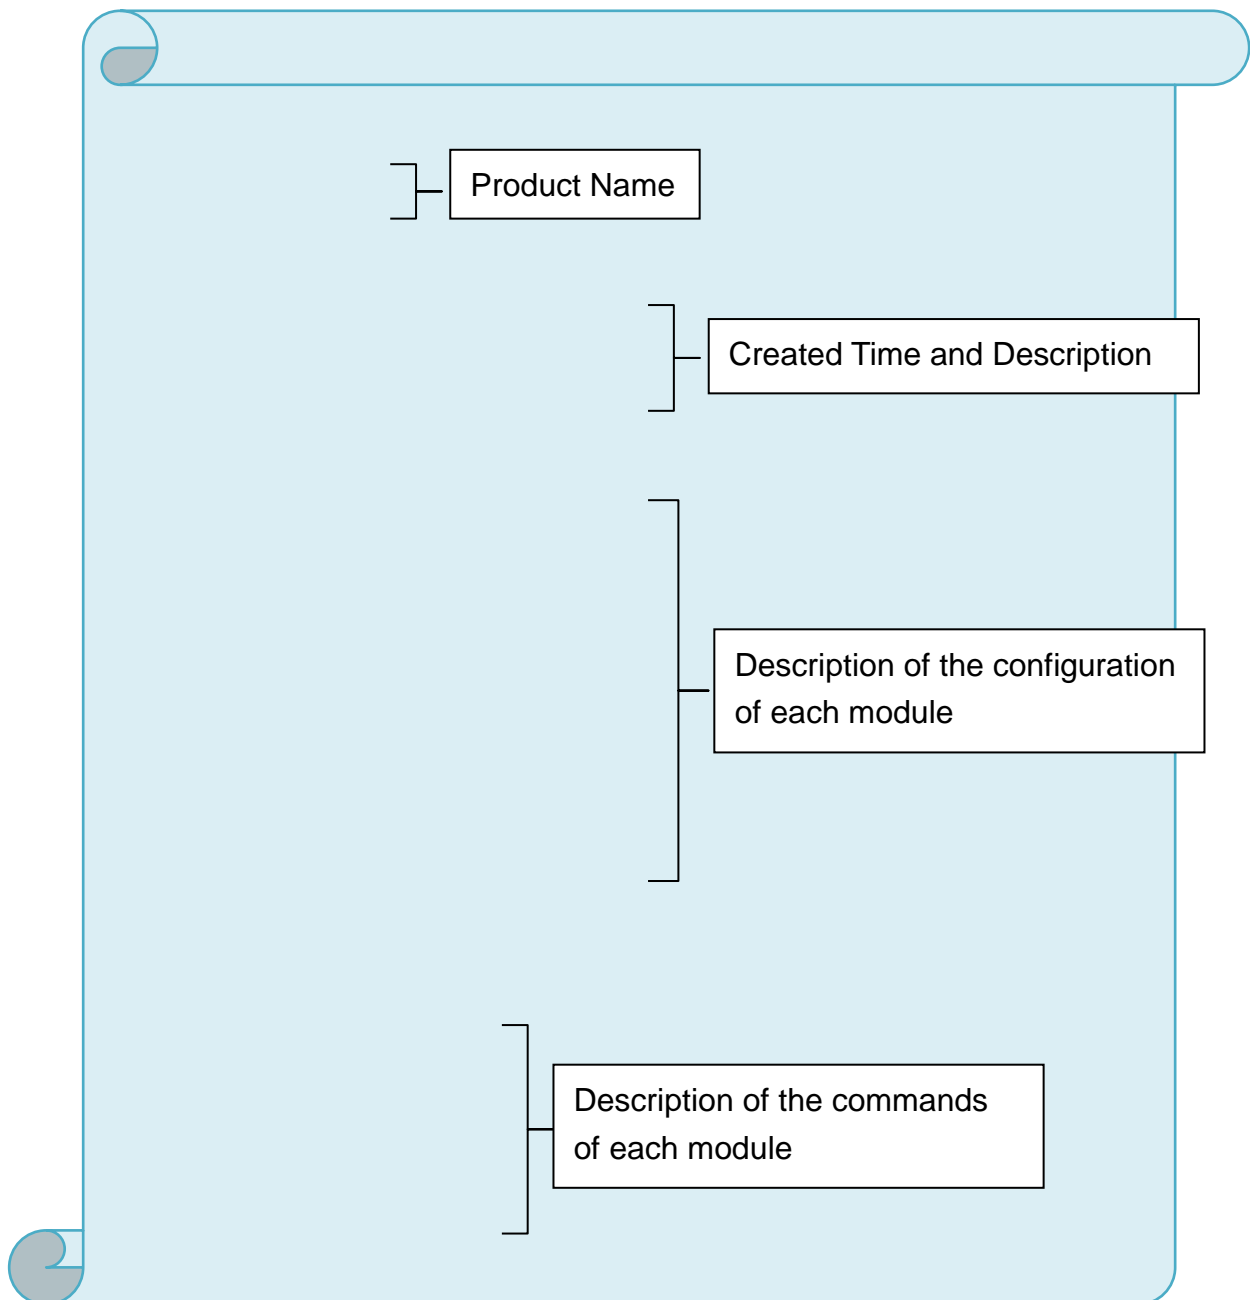 Product Name
Created Time and Description
Description of the configuration
of each module
Description of the commands
of each module